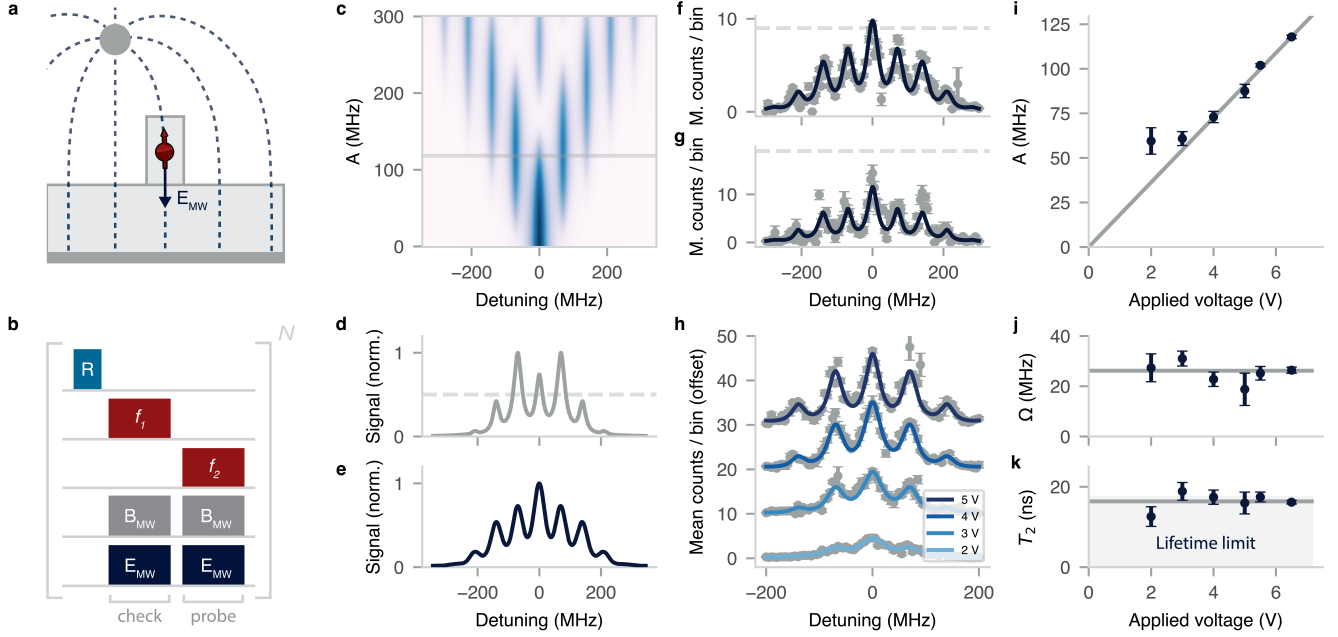 a
E_MW
b
N
R
f_1
f_2
B_MW B_MW
E_MW E_MW
check probe
c
A (MHz)
300
200
100
0
−200 0 200
Detuning (MHz)
d
Signal (norm.)
1
0
e
Signal (norm.)
1
0
−200 0 200
Detuning (MHz)
f
M. counts / bin
10
0
g
M. counts / bin
10
0
−200 0 200
Detuning (MHz)
h
Mean counts / bin (offset)
50
40
30
20
10
0
5 V
4 V
3 V
2 V
−200 0 200
Detuning (MHz)
i
A (MHz)
125
100
75
50
25
0
0 2 4 6
Applied voltage (V)
j
Ω (MHz)
40
20
0
k
T_2 (ns)
20
0
Lifetime limit
0 2 4 6
Applied voltage (V)